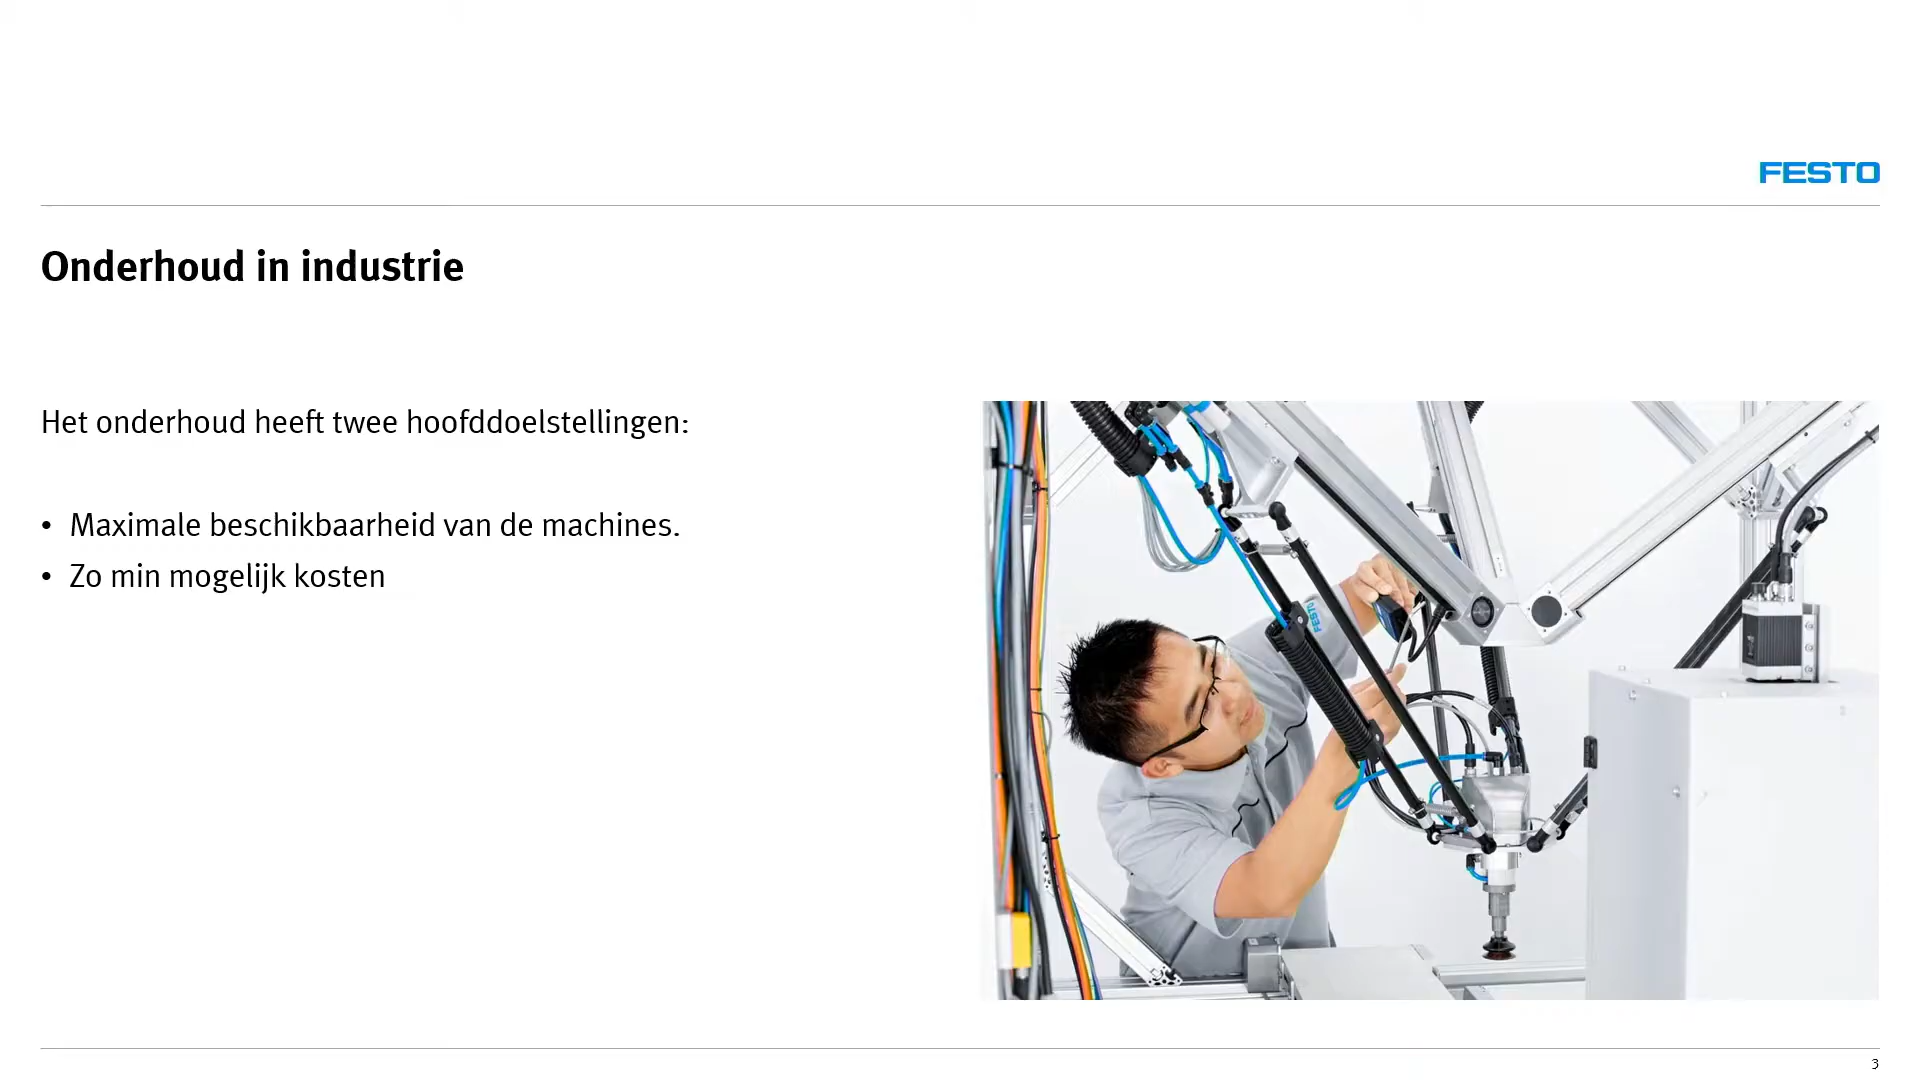 FESTO
Onderhoud in industrie
Het onderhoud heeft twee hoofddoelstellingen:
• Maximale beschikbaarheid van de machines.
• Zo min mogelijk kosten
FESTO
3